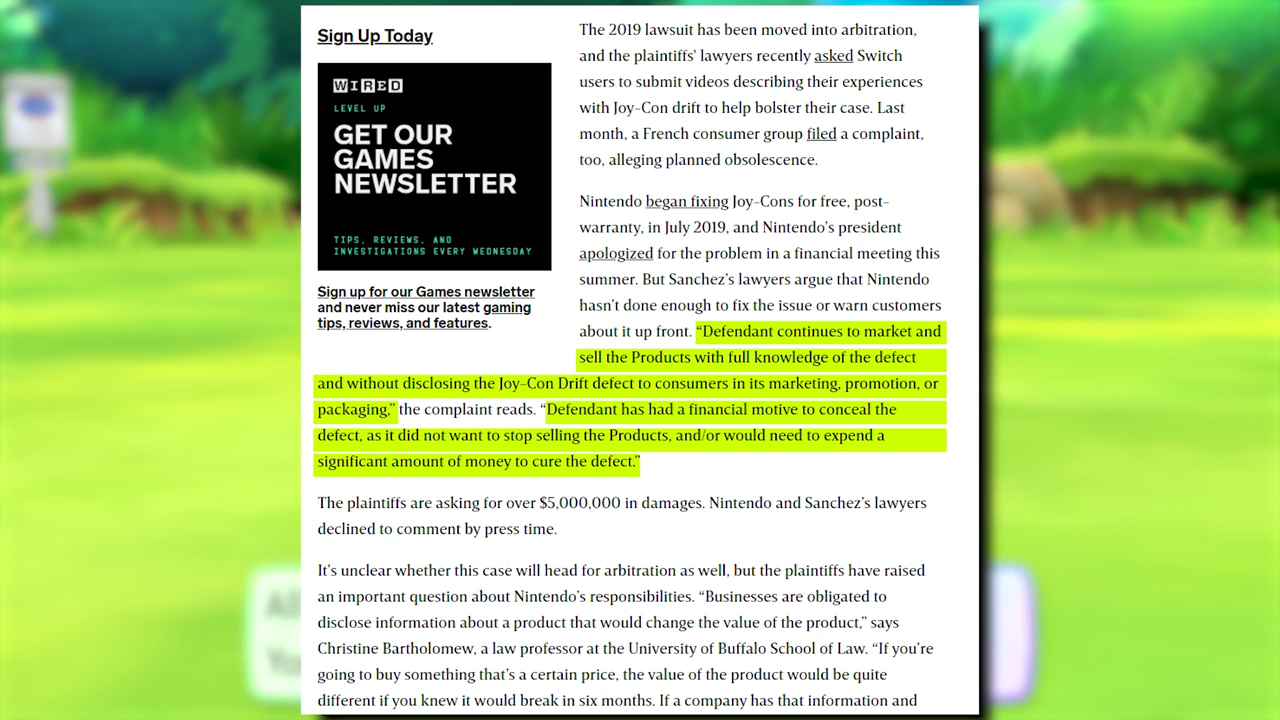 Sign Up Today
WIRED
LEVEL UP
GET OUR
GAMES
NEWSLETTER
TIPS, REVIEWS, AND
INVESTIGATIONS EVERY WEDNESDAY
Sign up for our Games newsletter
and never miss our latest gaming
tips, reviews, and features.
The 2019 lawsuit has been moved into arbitration,
and the plaintiffs' lawyers recently asked Switch
users to submit videos describing their experiences
with Joy-Con drift to help bolster their case. Last
month, a French consumer group filed a complaint,
too, alleging planned obsolescence.
Nintendo began fixing Joy-Cons for free, post-
warranty, in July 2019, and Nintendo’s president
apologized for the problem in a financial meeting this
summer. But Sanchez’s lawyers argue that Nintendo
hasn’t done enough to fix the issue or warn customers
about it up front. “Defendant continues to market and
sell the Products with full knowledge of the defect
and without disclosing the Joy-Con Drift defect to consumers in its marketing, promotion, or
packaging,” the complaint reads. “Defendant has had a financial motive to conceal the
defect, as it did not want to stop selling the Products, and/or would need to expend a
significant amount of money to cure the defect.”
The plaintiffs are asking for over $5,000,000 in damages. Nintendo and Sanchez’s lawyers
declined to comment by press time.
It’s unclear whether this case will head for arbitration as well, but the plaintiffs have raised
an important question about Nintendo’s responsibilities. “Businesses are obligated to
disclose information about a product that would change the value of the product,” says
Christine Bartholomew, a law professor at the University of Buffalo School of Law. “If you’re
going to buy something that’s a certain price, the value of the product would be quite
different if you knew it would break in six months. If a company has that information and